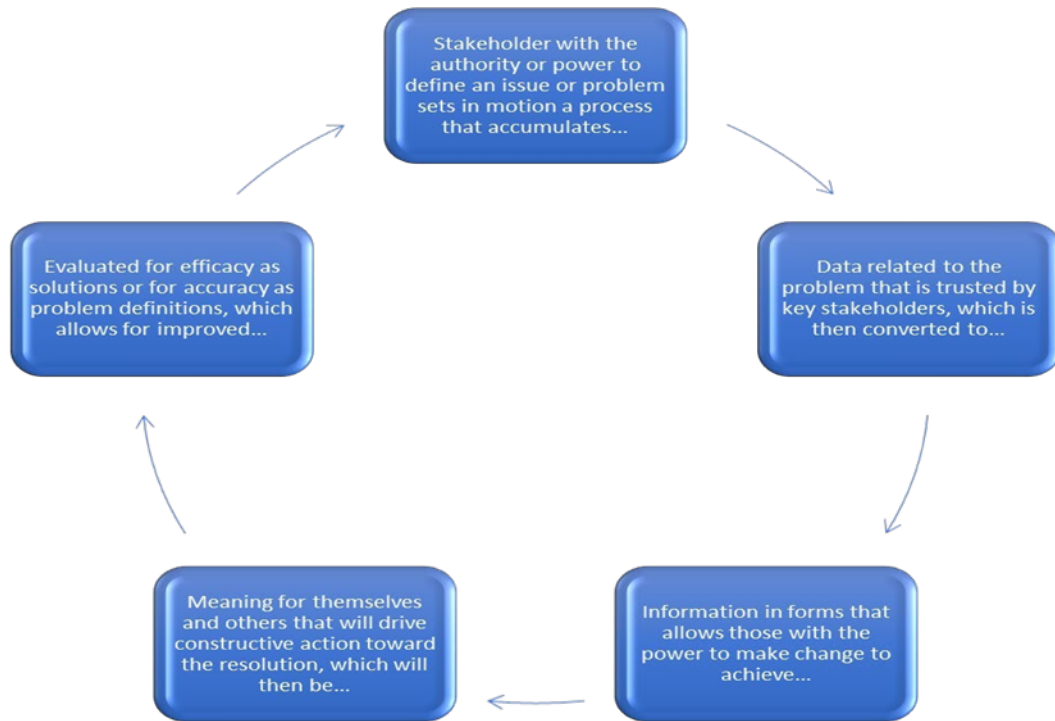 Stakeholder with the
authority or power to
define an issue or problem
sets in motion a process
that accumulates...
Data related to the
problem that is trusted by
key stakeholders, which is
then converted to...
Information in forms that
allows those with the
power to make change to
achieve...
Meaning for themselves
and others that will drive
constructive action toward
the resolution, which will
then be...
Evaluated for efficacy as
solutions or for accuracy as
problem definitions, which
allows for improved...